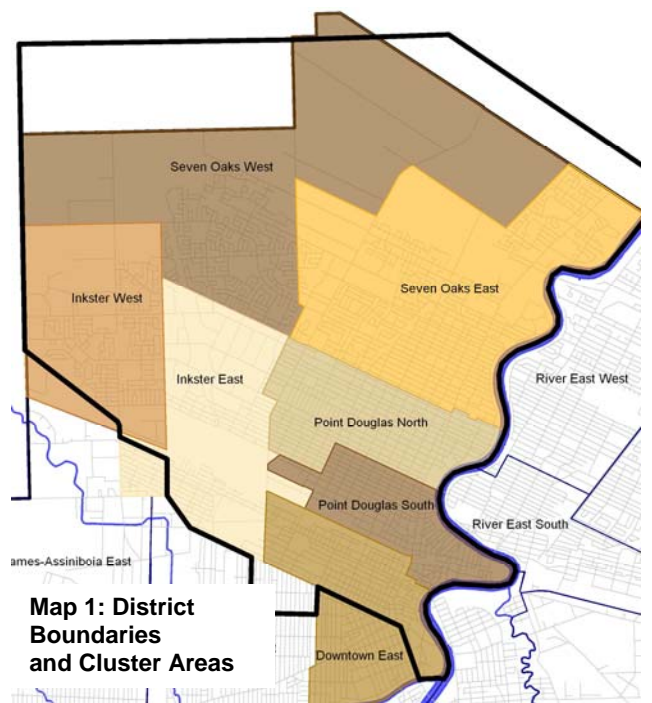 Seven Oaks West
Seven Oaks East
Inkster West
Inkster East
River East West
Point Douglas North
Point Douglas South
River East South
ames-Assiniboia East
Map 1: District
Boundaries
and Cluster Areas
Downtown East